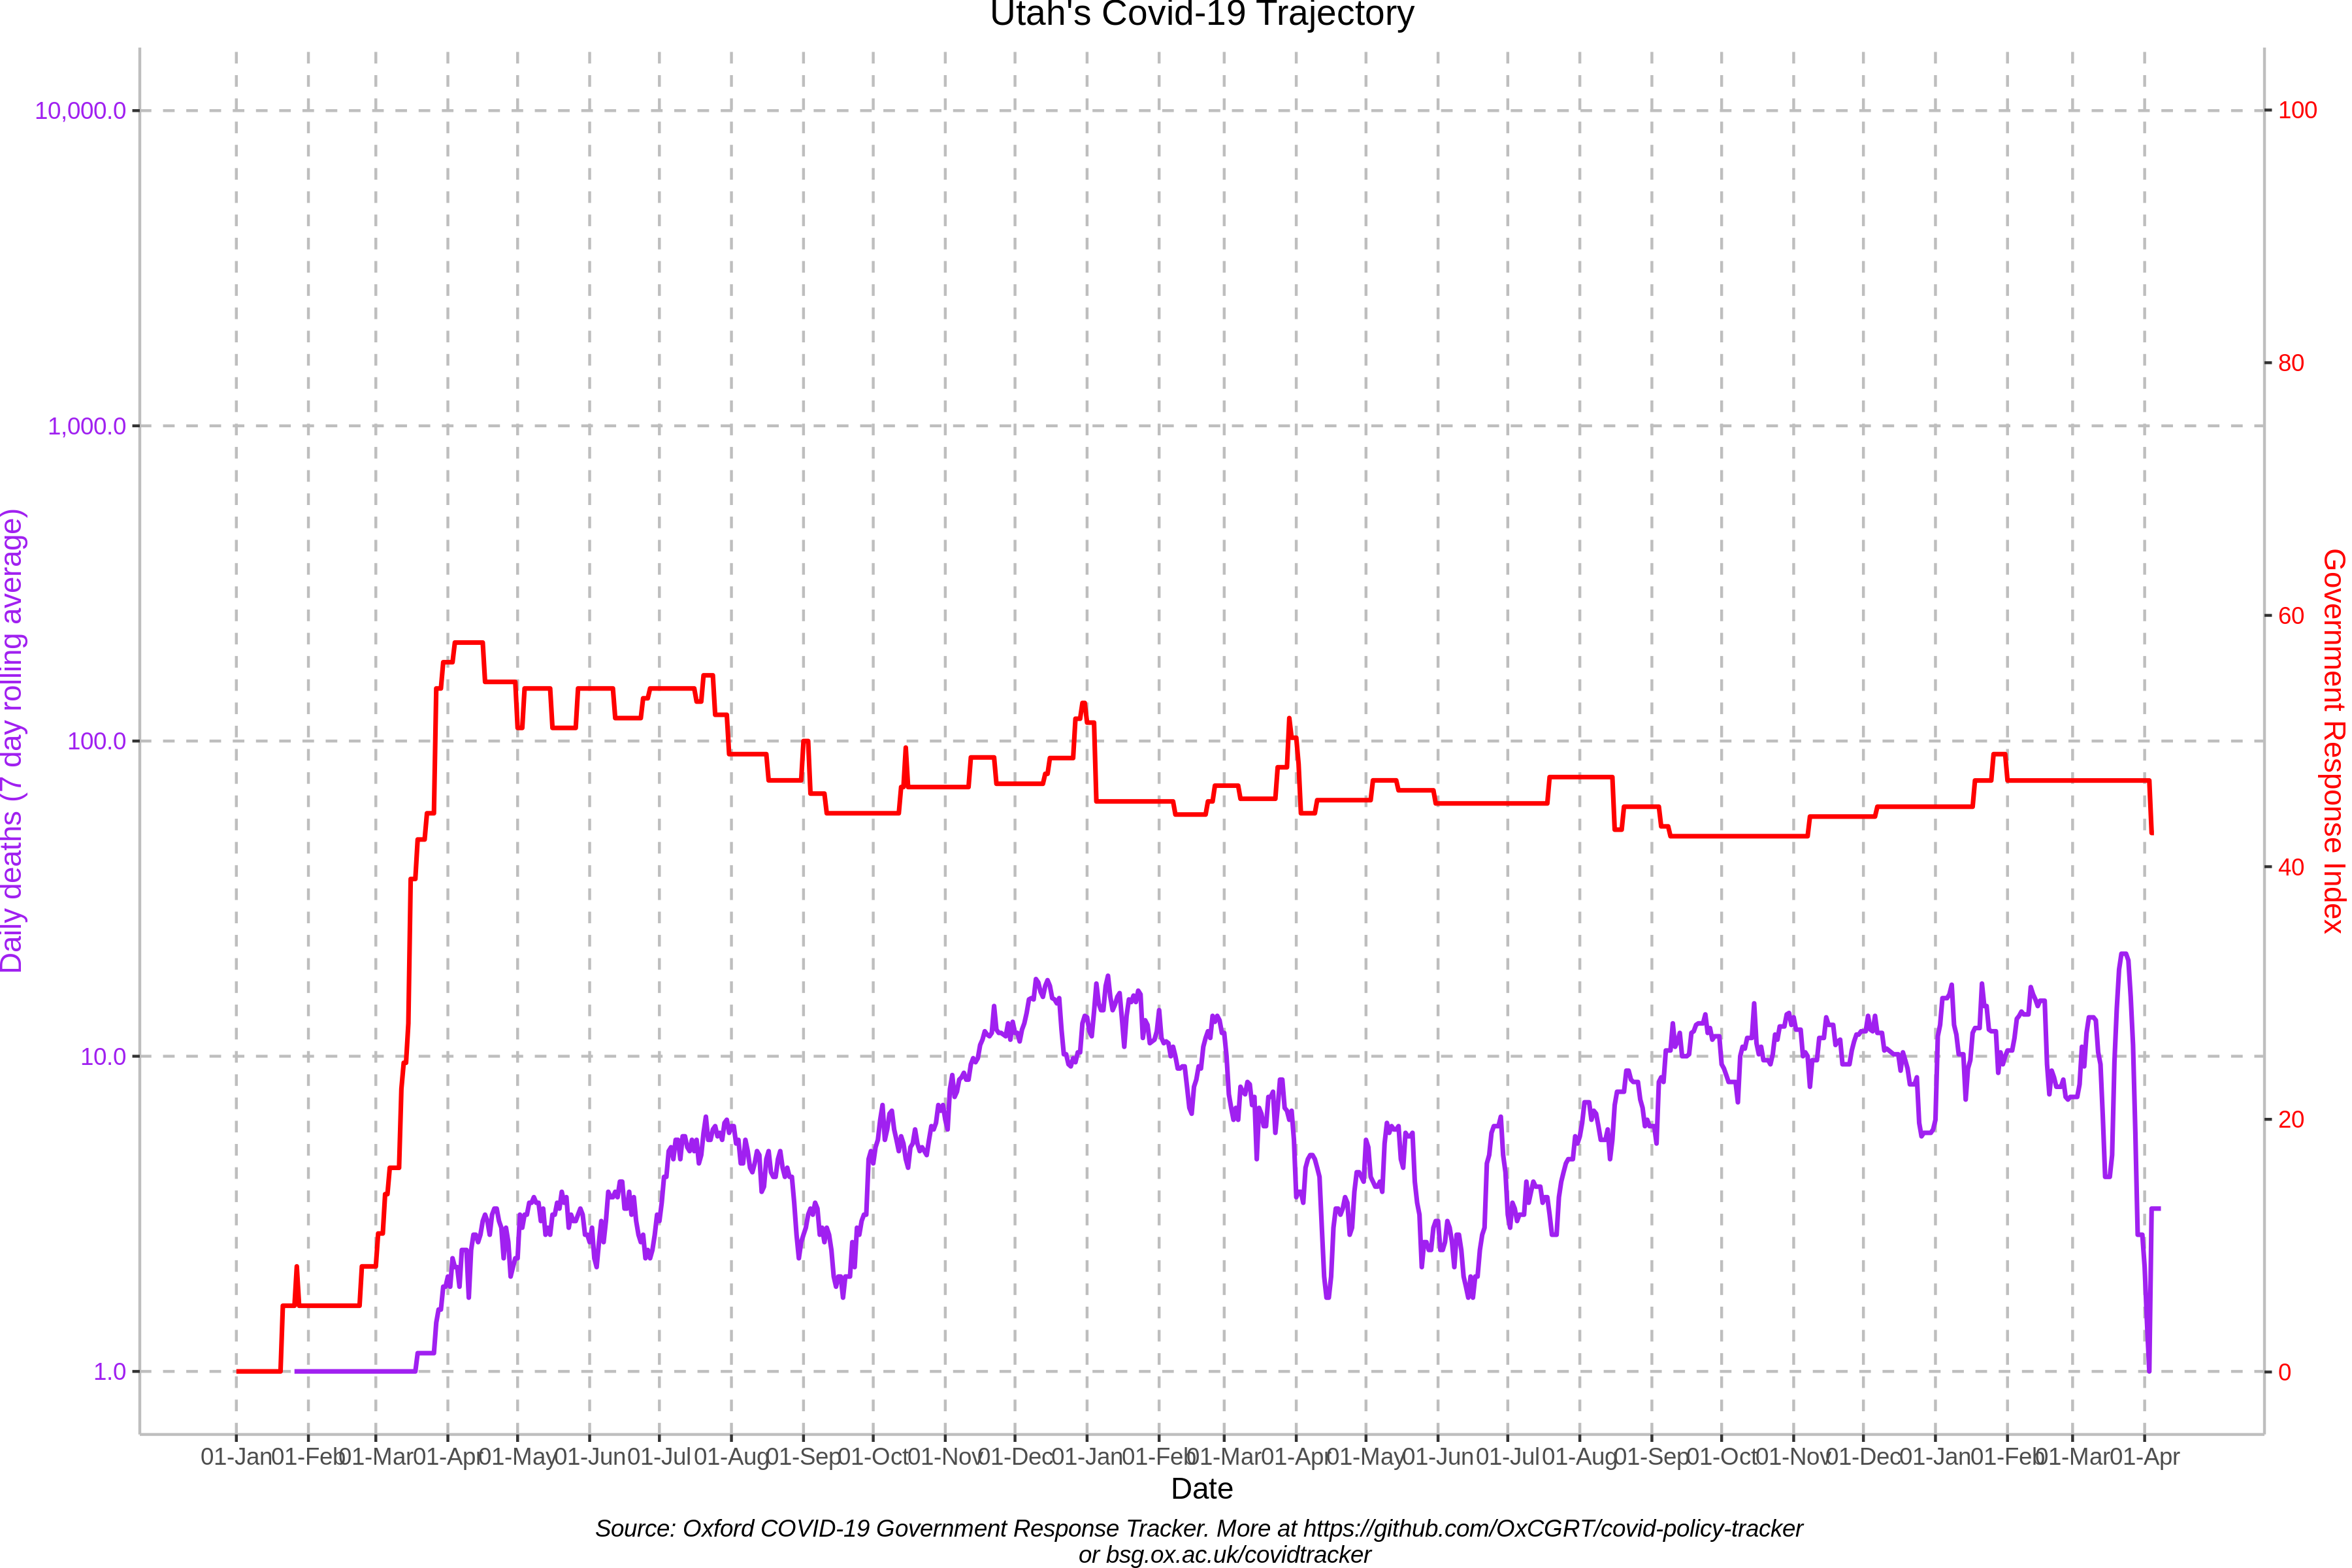 Utah's Covid-19 Trajectory
10,000.0
1,000.0
100.0
10.0
1.0
Daily deaths (7 day rolling average)
100
80
60
40
20
0
Government Response Index
01-Jan 01-Feb 01-Mar 01-Apr 01-May 01-Jun 01-Jul 01-Aug 01-Sep 01-Oct 01-Nov 01-Dec 01-Jan 01-Feb 01-Mar 01-Apr 01-May 01-Jun 01-Jul 01-Aug 01-Sep 01-Oct 01-Nov 01-Dec 01-Jan 01-Feb 01-Mar 01-Apr
Date
Source: Oxford COVID-19 Government Response Tracker. More at https://github.com/OxCGRT/covid-policy-tracker
or bsg.ox.ac.uk/covidtracker